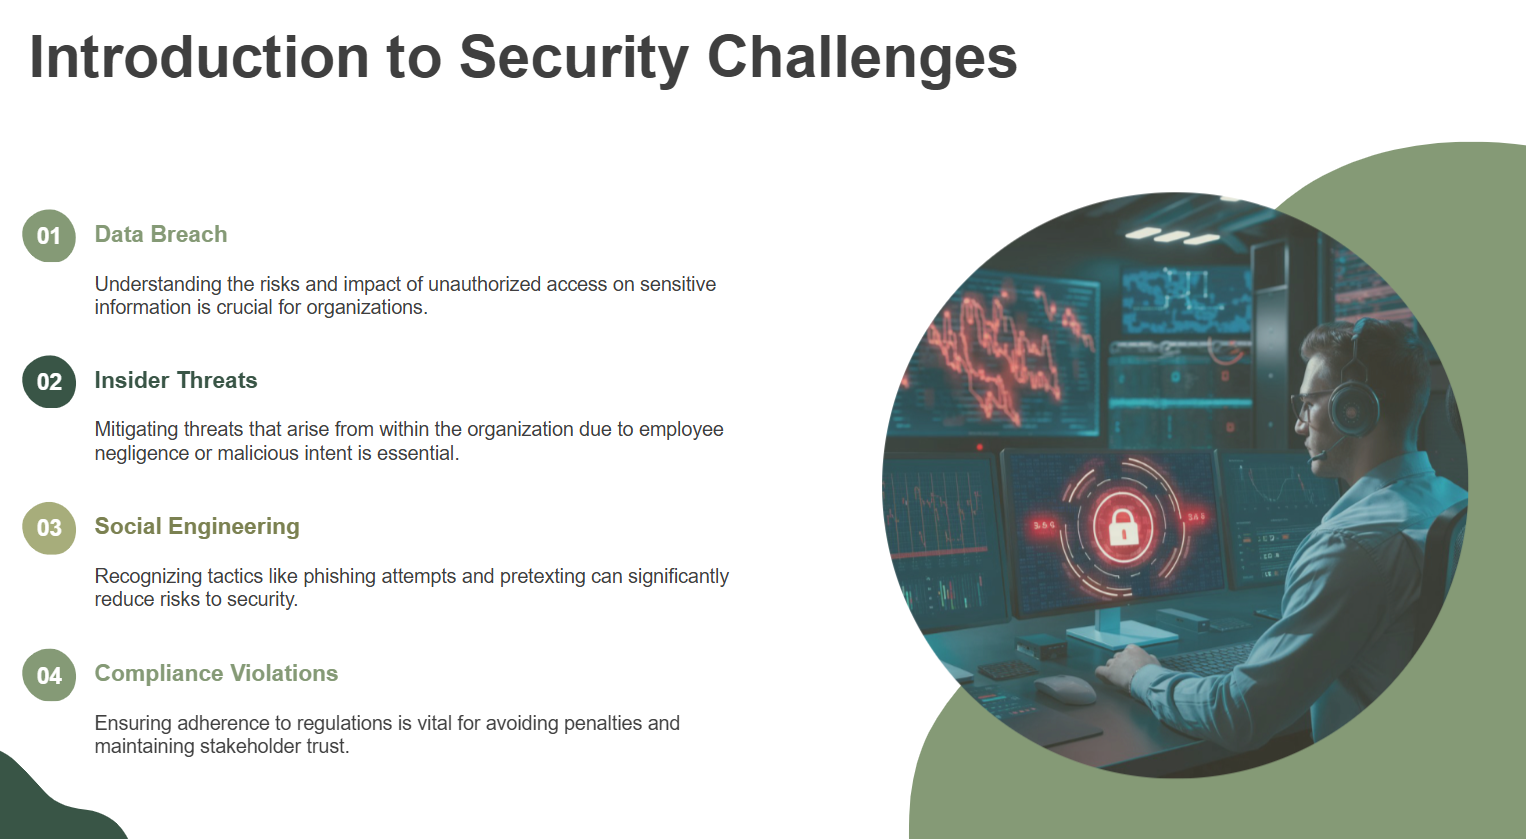 Introduction to Security Challenges
01
Data Breach
Understanding the risks and impact of unauthorized access on sensitive
information is crucial for organizations.
02
Insider Threats
Mitigating threats that arise from within the organization due to employee
negligence or malicious intent is essential.
03
Social Engineering
Recognizing tactics like phishing attempts and pretexting can significantly
reduce risks to security.
04
Compliance Violations
Ensuring adherence to regulations is vital for avoiding penalties and
maintaining stakeholder trust.